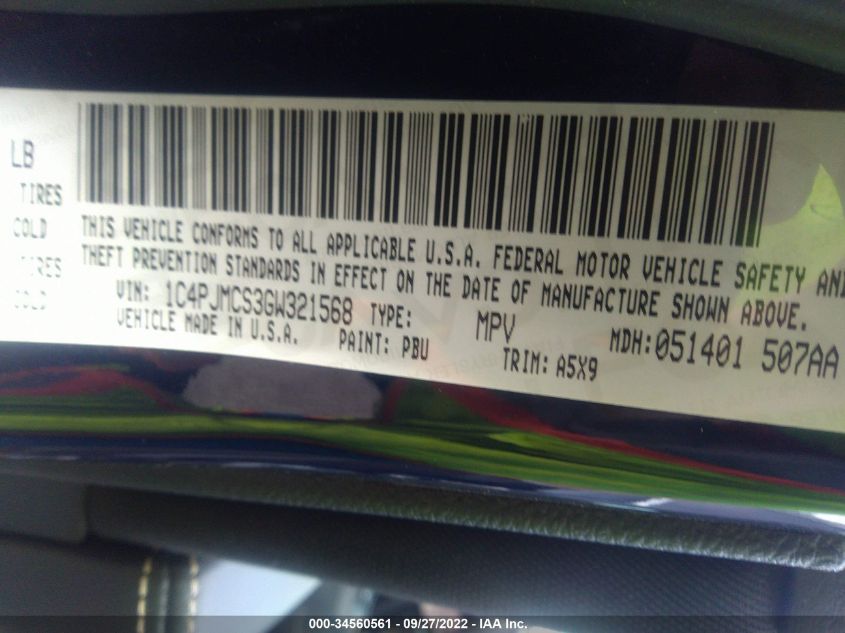 LB
TIRES
COLD
TIRES
COLD
THIS VEHICLE CONFORMS TO ALL APPLICABLE U.S.A. FEDERAL MOTOR VEHICLE SAFETY AND
THEFT PREVENTION STANDARDS IN EFFECT ON THE DATE OF MANUFACTURE SHOWN ABOVE.
VIN: 1C4PJMCS3GW321568 TYPE: MPV MDH: 051401 507AA
VEHICLE MADE IN U.S.A. PAINT: PBU TRIM: A5X9
000-34560561 - 09/27/2022 - IAA Inc.